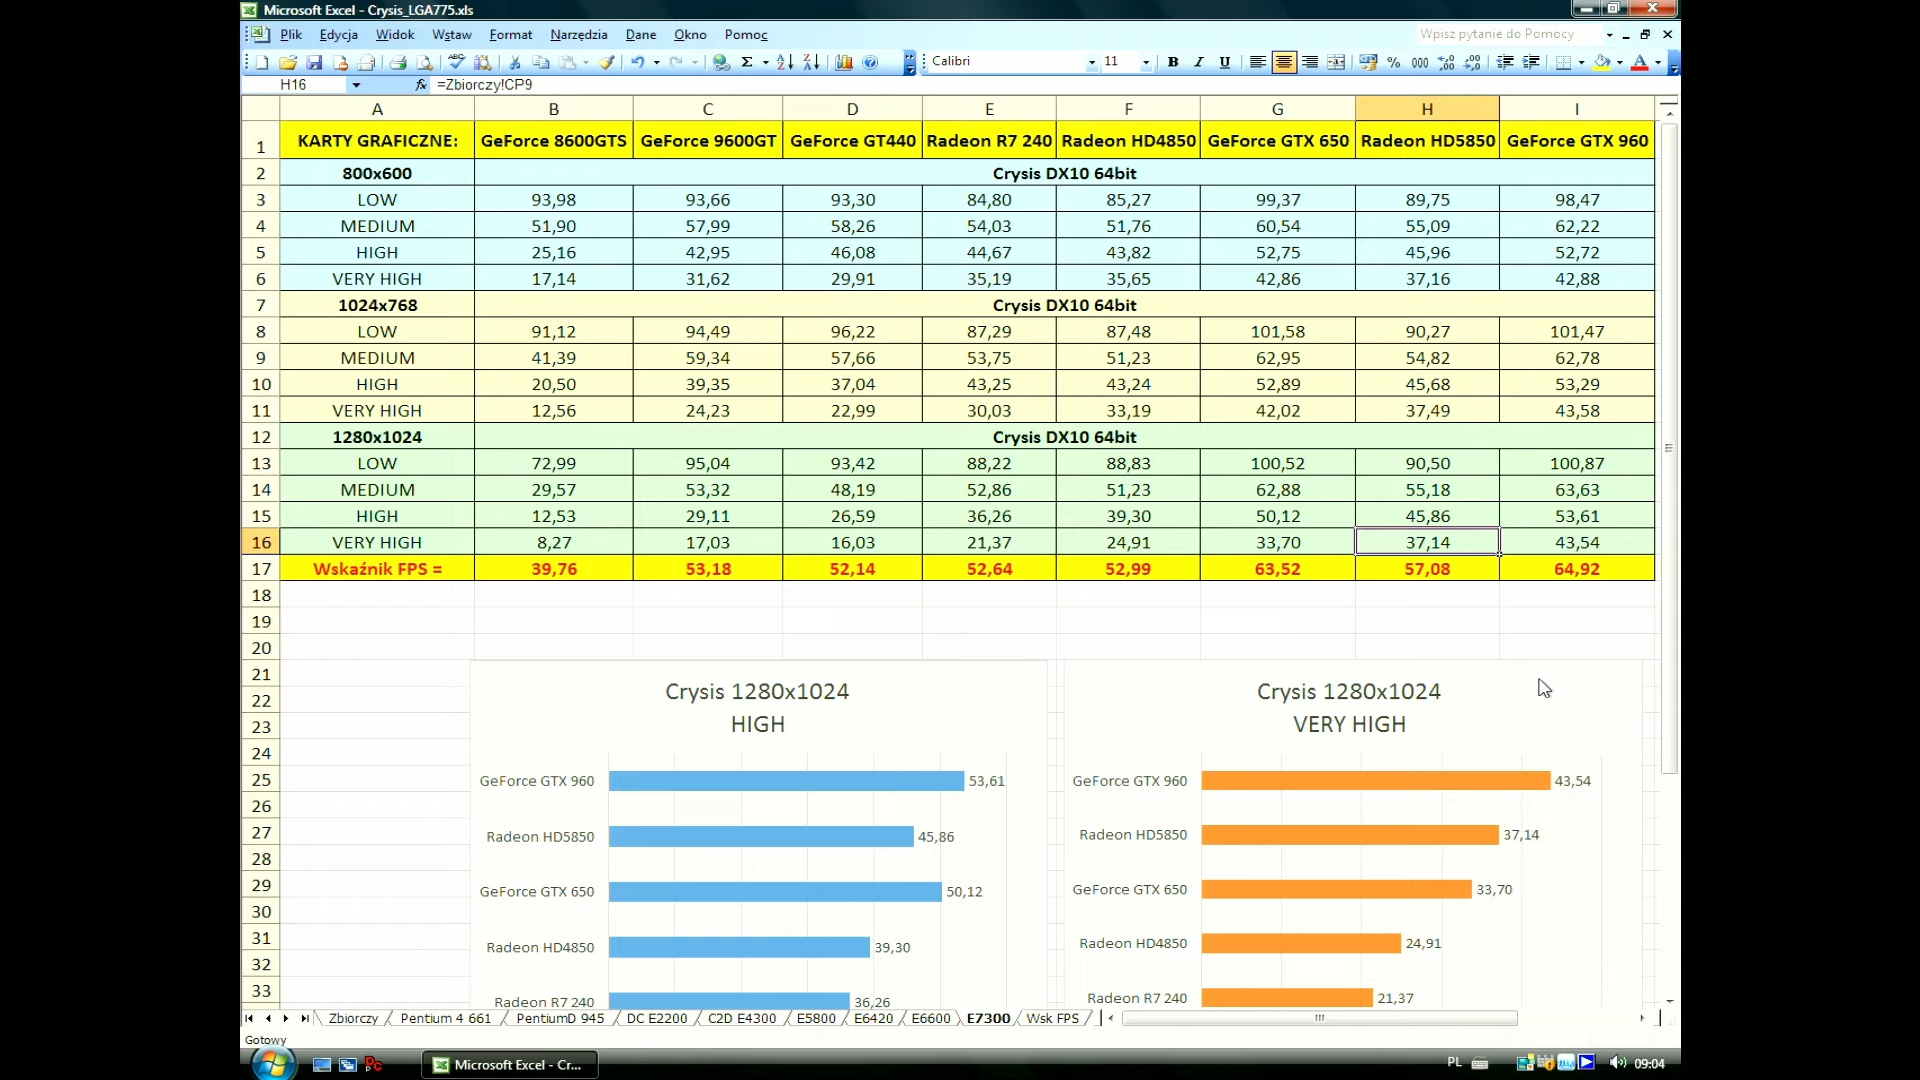 Microsoft Excel - Crysis_LGA775.xls
Plik Edycja Widok Wstaw Format Narzędzia Dane Okno Pomoc Wpisz pytanie do Pomocy
Calibri 11 B I U % 000
H16 fx =Zbiorczy!CP9
A B C D E F G H I
1 KARTY GRAFICZNE: GeForce 8600GTS GeForce 9600GT GeForce GT440 Radeon R7 240 Radeon HD4850 GeForce GTX 650 Radeon HD5850 GeForce GTX 960
2 800x600 Crysis DX10 64bit
3 LOW 93,98 93,66 93,30 84,80 85,27 99,37 89,75 98,47
4 MEDIUM 51,90 57,99 58,26 54,03 51,76 60,54 55,09 62,22
5 HIGH 25,16 42,95 46,08 44,67 43,82 52,75 45,96 52,72
6 VERY HIGH 17,14 31,62 29,91 35,19 35,65 42,86 37,16 42,88
7 1024x768 Crysis DX10 64bit
8 LOW 91,12 94,49 96,22 87,29 87,48 101,58 90,27 101,47
9 MEDIUM 41,39 59,34 57,66 53,75 51,23 62,95 54,82 62,78
10 HIGH 20,50 39,35 37,04 43,25 43,24 52,89 45,68 53,29
11 VERY HIGH 12,56 24,23 22,99 30,03 33,19 42,02 37,49 43,58
12 1280x1024 Crysis DX10 64bit
13 LOW 72,99 95,04 93,42 88,22 88,83 100,52 90,50 100,87
14 MEDIUM 29,57 53,32 48,19 52,86 51,23 62,88 55,18 63,63
15 HIGH 12,53 29,11 26,59 36,26 39,30 50,12 45,86 53,61
16 VERY HIGH 8,27 17,03 16,03 21,37 24,91 33,70 37,14 43,54
17 Wskaźnik FPS = 39,76 53,18 52,14 52,64 52,99 63,52 57,08 64,92
18
19
20
21
22
23
24
25
26
27
28
29
30
31
32
33
Crysis 1280x1024
HIGH
GeForce GTX 960 53,61
Radeon HD5850 45,86
GeForce GTX 650 50,12
Radeon HD4850 39,30
Radeon R7 240 36,26
Crysis 1280x1024
VERY HIGH
GeForce GTX 960 43,54
Radeon HD5850 37,14
GeForce GTX 650 33,70
Radeon HD4850 24,91
Radeon R7 240 21,37
Zbiorczy Pentium 4 661 PentiumD 945 DC E2200 C2D E4300 E5800 E6420 E6600 E7300 Wsk FPS
Gotowy
Microsoft Excel - Cr... PL 09:04